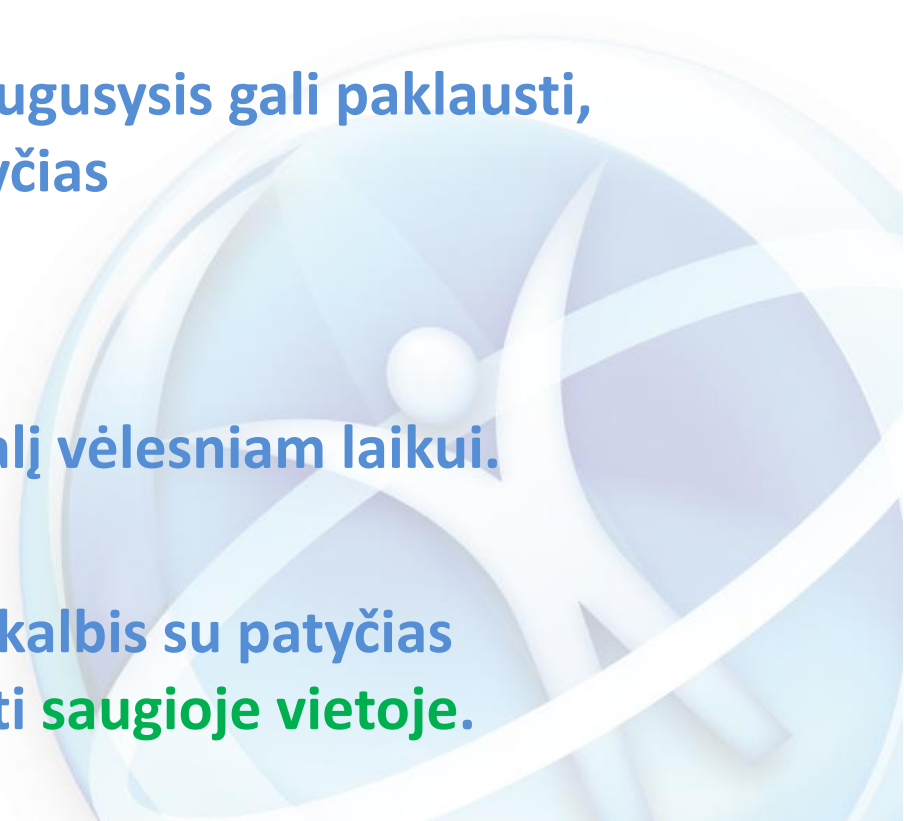 ugusysis gali paklausti,
yčias
alį vėlesniam laikui.
kalbis su patyčias
ti saugioje vietoje.